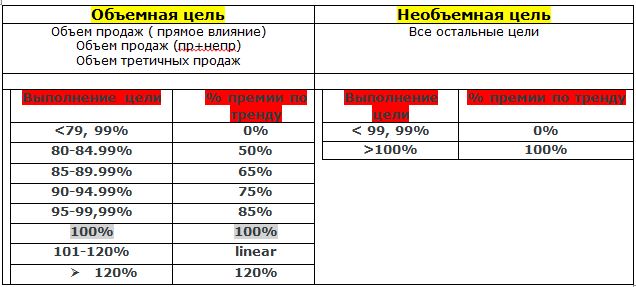 Объемная цель
Необъемная цель
Объем продаж ( прямое влияние)
Объем продаж (пр+непр)
Объем третичных продаж
Все остальные цели
Выполнение цели
% премии по
тренду
<79, 99%
0%
80-84.99%
50%
85-89.99%
65%
90-94.99%
75%
95-99,99%
85%
100%
100%
101-120%
linear
➢ 120%
120%
Выполнение
цели
% премии по тренду
< 99, 99%
0%
>100%
100%